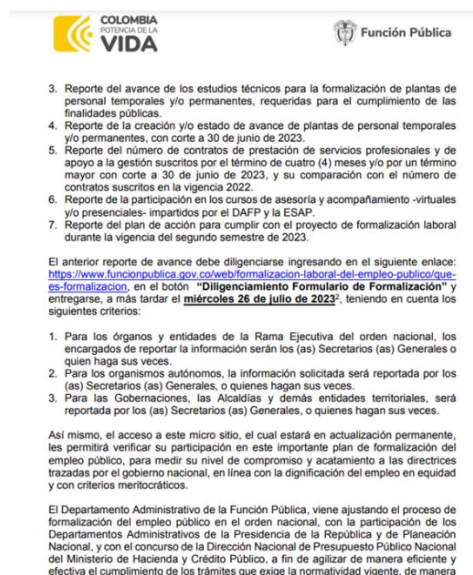 COLOMBIA
POTENCIA DE LA
VIDA
Función Pública
3. Reporte del avance de los estudios técnicos para la formalización de plantas de
personal temporales y/o permanentes, requeridas para el cumplimiento de las
finalidades públicas.
4. Reporte de la creación y/o estado de avance de plantas de personal temporales
y/o permanentes, con corte a 30 de junio de 2023.
5. Reporte del número de contratos de prestación de servicios profesionales y de
apoyo a la gestión suscritos por el término de cuatro (4) meses y/o por un término
mayor con corte a 30 de junio de 2023, y su comparación con el número de
contratos suscritos en la vigencia 2022.
6. Reporte de la participación en los cursos de asesoría y acompañamiento -virtuales
y/o presenciales- impartidos por el DAFP y la ESAP.
7. Reporte del plan de acción para cumplir con el proyecto de formalización laboral
durante la vigencia del segundo semestre de 2023.
El anterior reporte de avance debe diligenciarse ingresando en el siguiente enlace:
https://www.funcionpublica.gov.co/web/formalizacion-laboral-del-empleo-publico/que-
es-formalizacion, en el botón “Diligenciamiento Formulario de Formalización” y
entregarse, a más tardar el miércoles 26 de julio de 2023², teniendo en cuenta los
siguientes criterios:
1. Para los órganos y entidades de la Rama Ejecutiva del orden nacional, los
encargados de reportar la información serán los (as) Secretarios (as) Generales o
quien haga sus veces.
2. Para los organismos autónomos, la información solicitada será reportada por los
(as) Secretarios (as) Generales, o quienes hagan sus veces.
3. Para las Gobernaciones, las Alcaldías y demás entidades territoriales, será
reportada por los (as) Secretarios (as) Generales, o quienes hagan sus veces.
Así mismo, el acceso a este micro sitio, el cual estará en actualización permanente,
les permitirá verificar su participación en este importante plan de formalización del
empleo público, para medir su nivel de compromiso y acatamiento a las directrices
trazadas por el gobierno nacional, en línea con la dignificación del empleo en equidad
y con criterios meritocráticos.
El Departamento Administrativo de la Función Pública, viene ajustando el proceso de
formalización del empleo público en el orden nacional, con la participación de los
Departamentos Administrativos de la Presidencia de la República y de Planeación
Nacional, y con el concurso de la Dirección Nacional de Presupuesto Público Nacional
del Ministerio de Hacienda y Crédito Público, a fin de agilizar de manera eficiente y
efectiva el cumplimiento de los trámites que exige la normatividad vigente, de manera